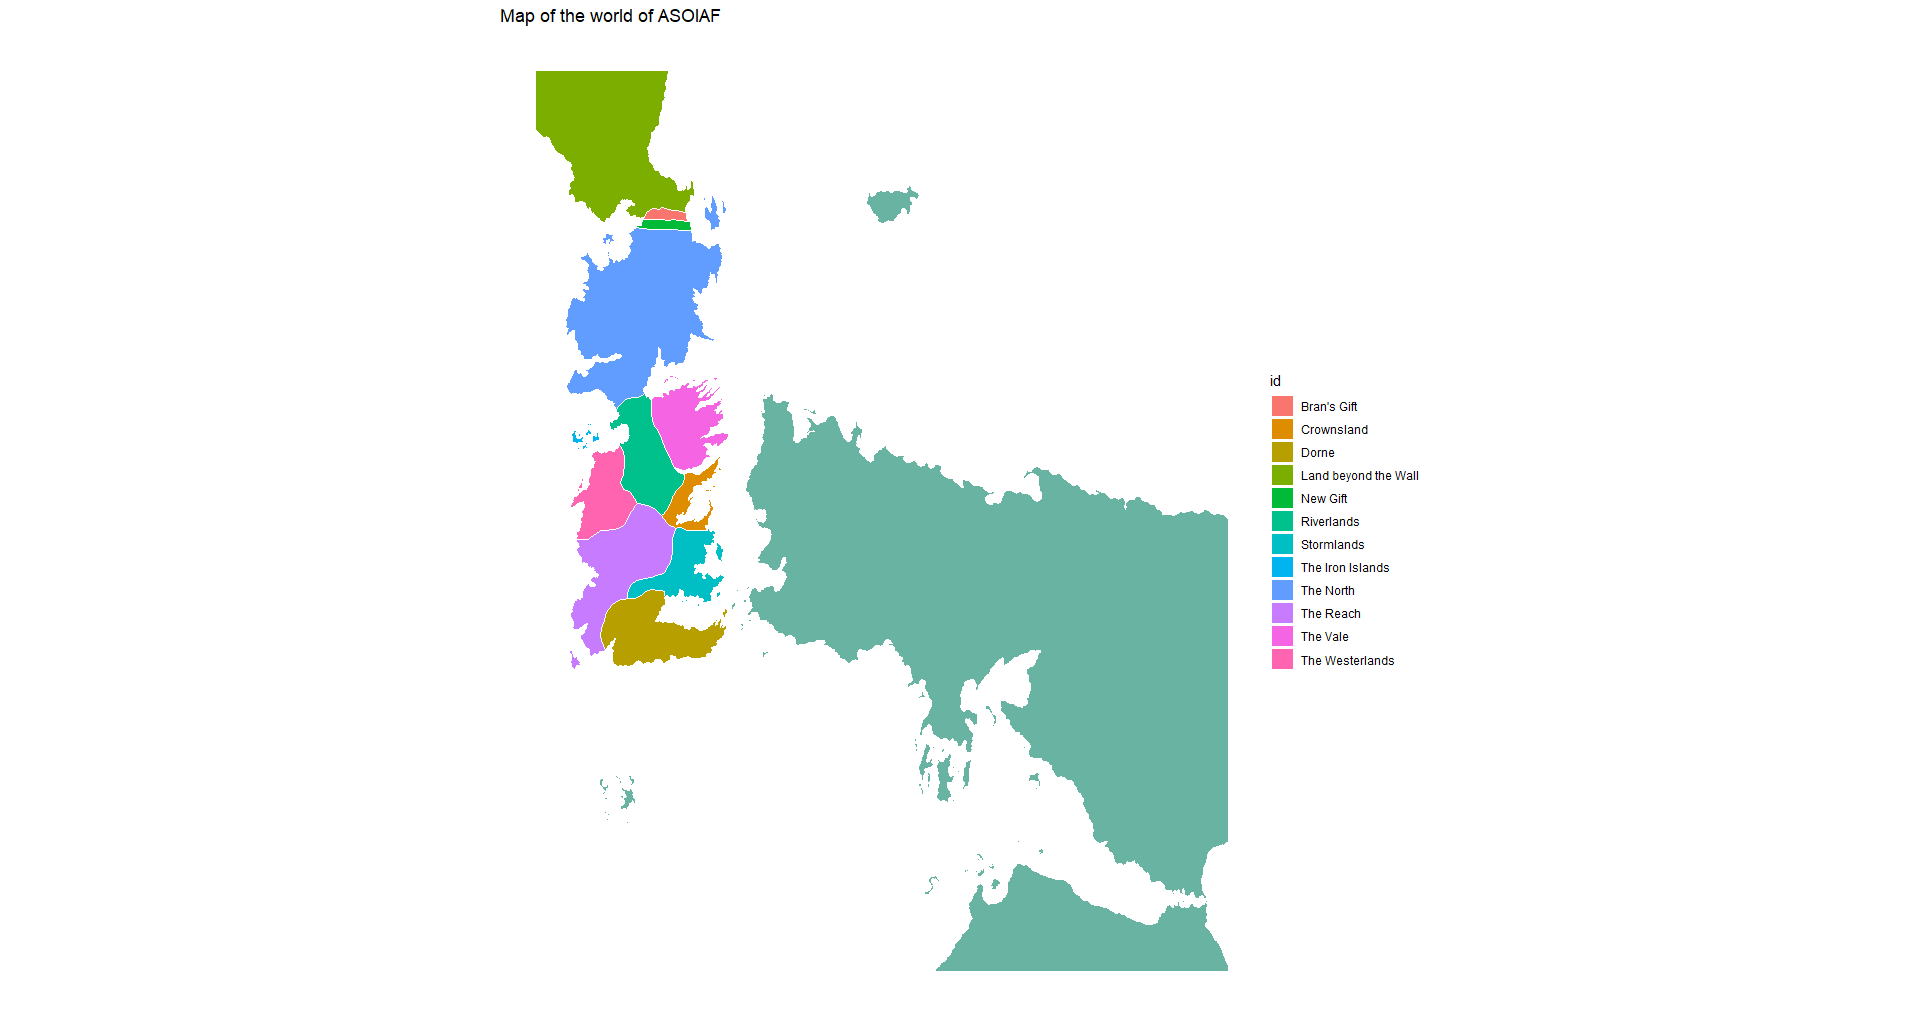 Map of the world of ASOIAF
id
Bran's Gift
Crownsland
Dorne
Land beyond the Wall
New Gift
Riverlands
Stormlands
The Iron Islands
The North
The Reach
The Vale
The Westerlands